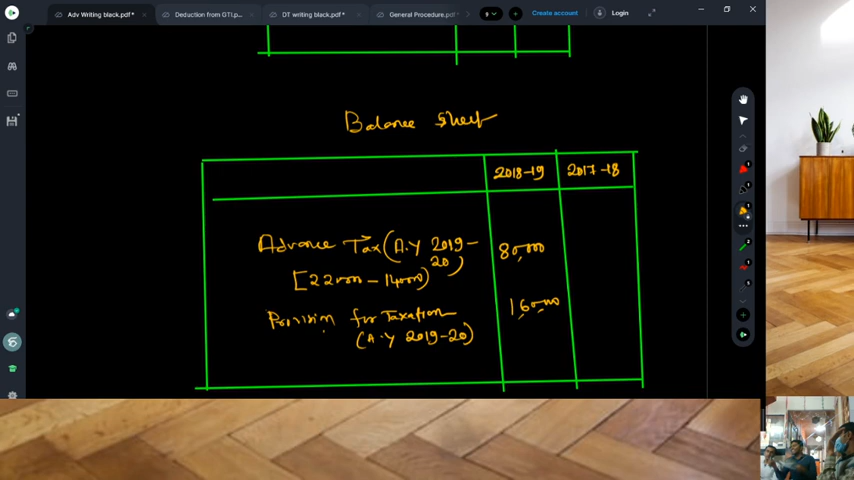 Adv Writing black.pdf*
Deduction from GTI.p...
DT writing black.pdf*
General Procedure.pdf*
9
Create account
Login
Balance Sheet
2018-19 2017-18
Advance Tax (A.Y 2019-20) 80,000
[220000 - 140000)
Provision for Taxation 1,60,000
(A.Y 2019-20)